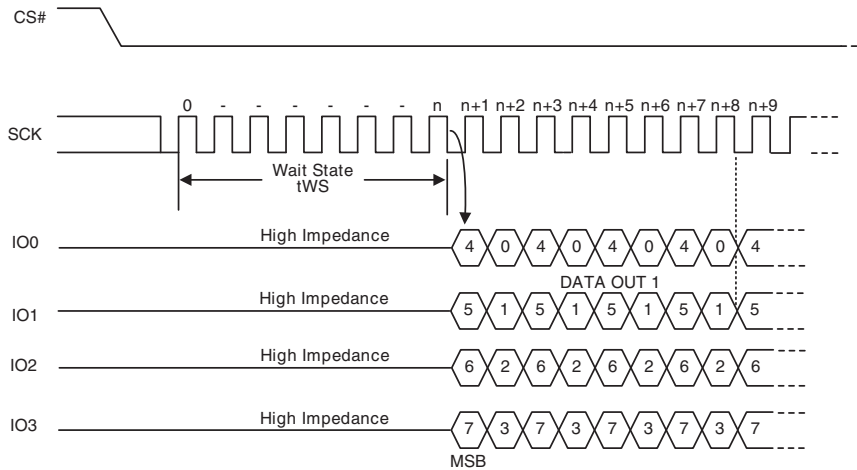 CS#
0 - - - - - - n n+1 n+2 n+3 n+4 n+5 n+6 n+7 n+8 n+9
SCK
Wait State
tWS
IO0 High Impedance 4 0 4 0 4 0 4 0 4
DATA OUT 1
IO1 High Impedance 5 1 5 1 5 1 5 1 5
IO2 High Impedance 6 2 6 2 6 2 6 2 6
IO3 High Impedance 7 3 7 3 7 3 7 3 7
MSB